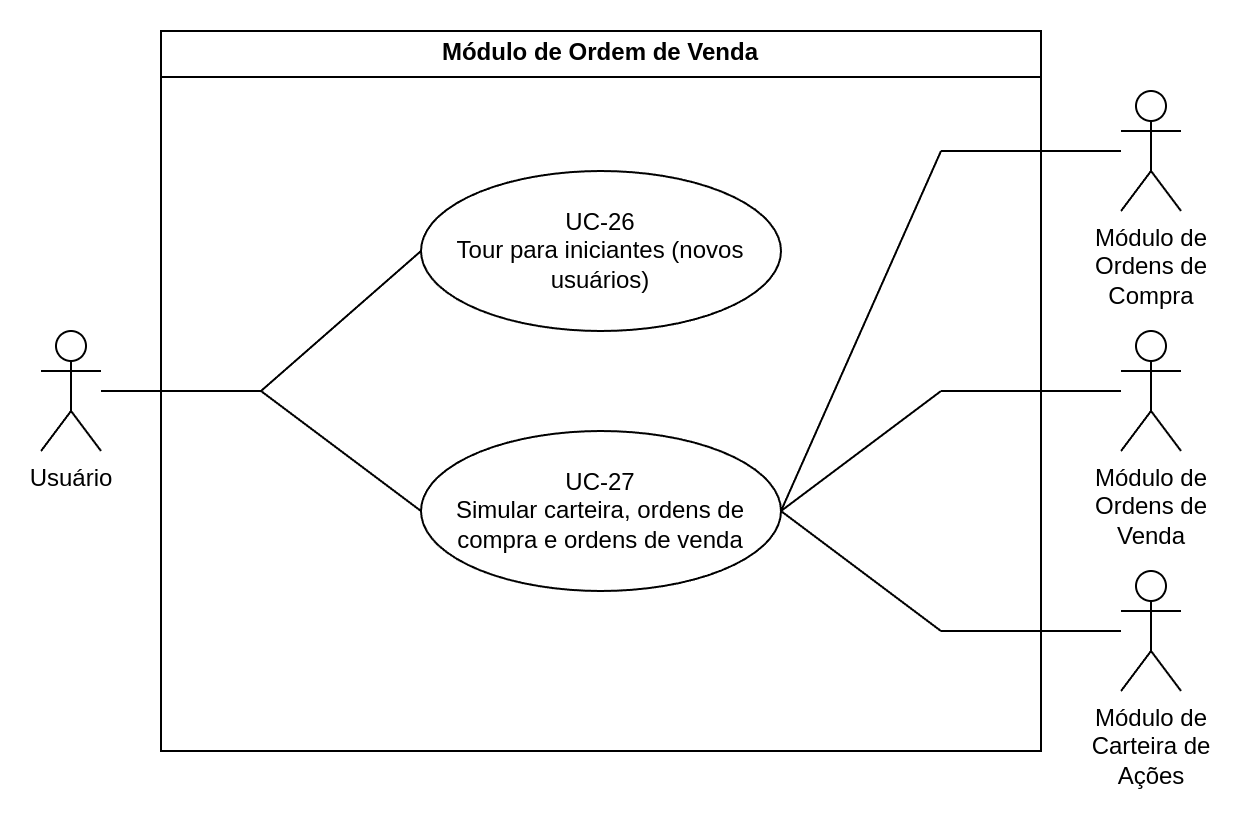 Módulo de Ordem de Venda
UC-26
Tour para iniciantes (novos
usuários)
Usuário
UC-27
Simular carteira, ordens de
compra e ordens de venda
Módulo de
Ordens de
Compra
Módulo de
Ordens de
Venda
Módulo de
Carteira de
Ações